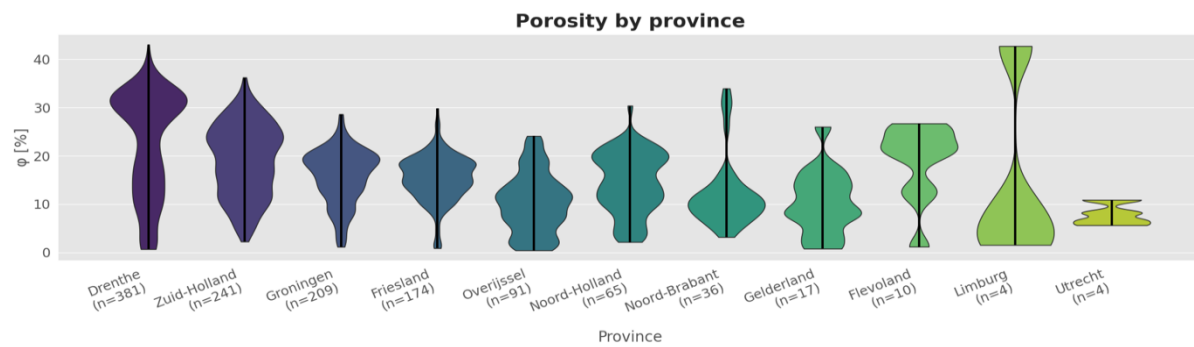 Porosity by province
φ [%]
40
30
20
10
0
Drenthe
(n=381)
Zuid-Holland
(n=241)
Groningen
(n=209)
Friesland
(n=174)
Overijssel
(n=91)
Noord-Holland
(n=65)
Noord-Brabant
(n=36)
Gelderland
(n=17)
Flevoland
(n=10)
Limburg
(n=4)
Utrecht
(n=4)
Province